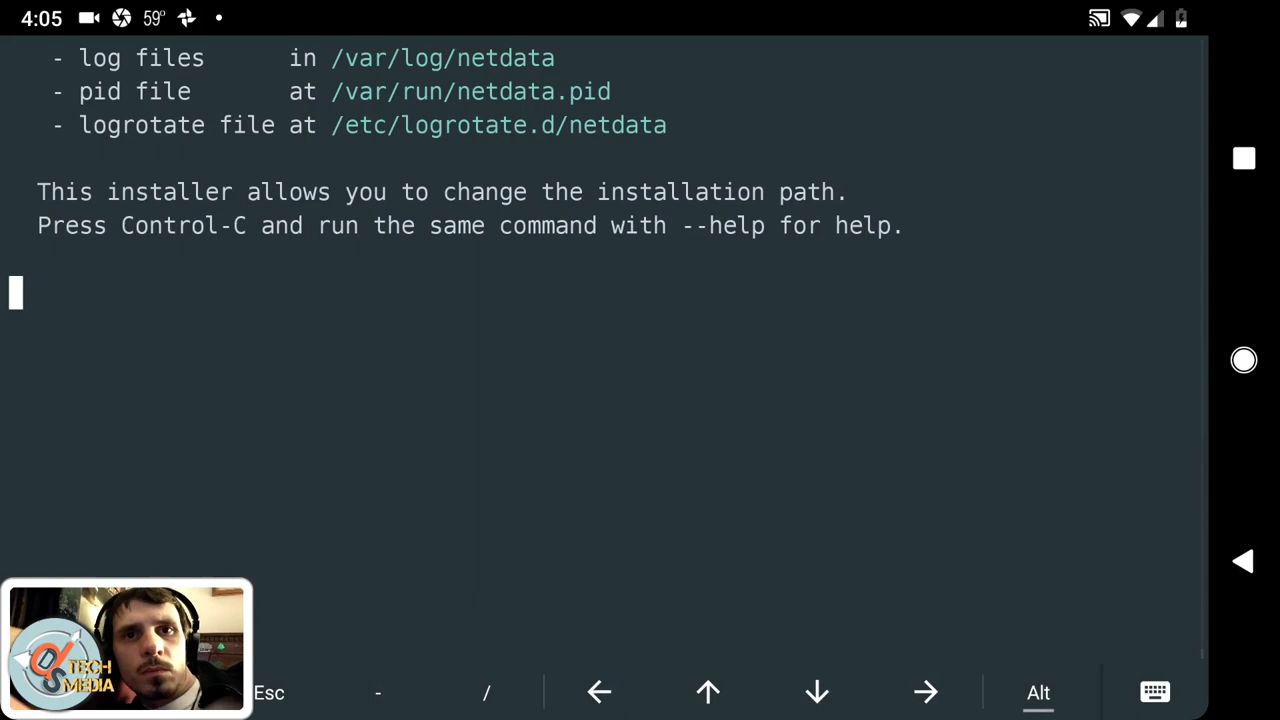 4:05 59°
- log files in /var/log/netdata
- pid file at /var/run/netdata.pid
- logrotate file at /etc/logrotate.d/netdata
This installer allows you to change the installation path.
Press Control-C and run the same command with --help for help.
DS TECH
MEDIA
Esc - / Alt